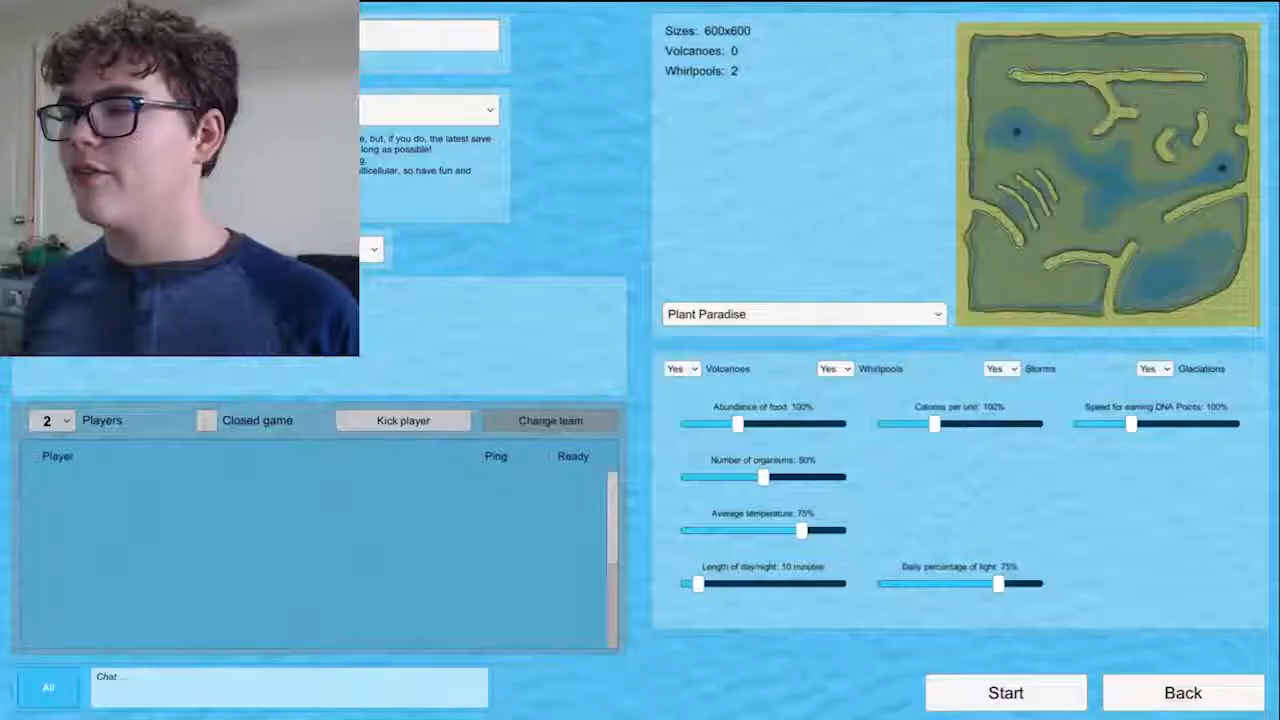 Sizes: 600x600
Volcanoes: 0
Whirlpools: 2
e, but, if you do, the latest save
long as possible!
g.
lticellular, so have fun and
Plant Paradise
Yes Volcanoes
Yes Whirlpools
Yes Storms
Yes Glaciations
Abundance of food: 100%
Calories per unit: 100%
Speed for earning DNA Points: 100%
Number of organisms: 50%
Average temperature: 75%
Length of day/night: 10 minutes
Daily percentage of light: 75%
2 Players
Closed game
Kick player
Change team
Player
Ping
Ready
All
Chat ...
Start
Back